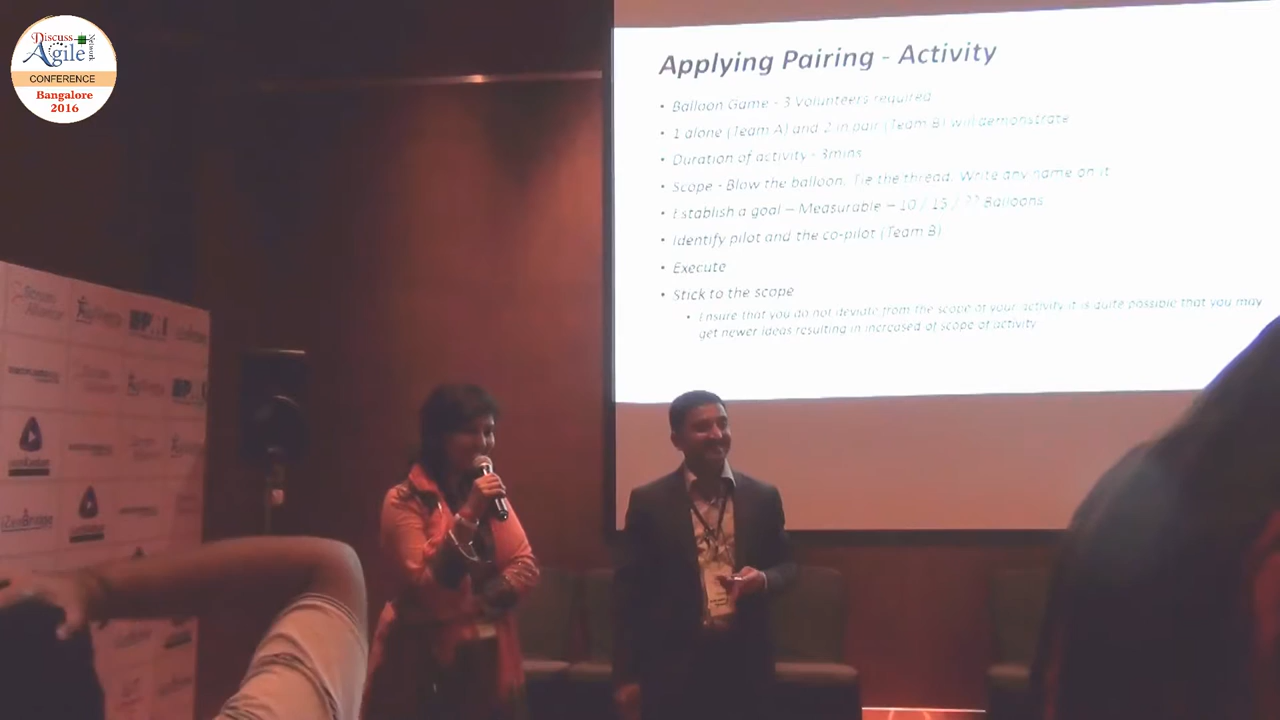 Discuss
Agile
Network
CONFERENCE
Bangalore
2016
Applying Pairing - Activity
• Balloon Game - 3 Volunteers required
• 1 alone (Team A) and 2 in pair (Team B) will demonstrate
• Duration of activity - 3mins
• Scope - Blow the balloon. Tie the thread. Write any name on it
• Establish a goal – Measurable – 10 / 15 / ?? Balloons
• Identify pilot and the co-pilot (Team B)
• Execute
• Stick to the scope
• Ensure that you do not deviate from the scope of your activity it is quite possible that you may
get newer ideas resulting in increased of scope of activity
Scrum
Alliance